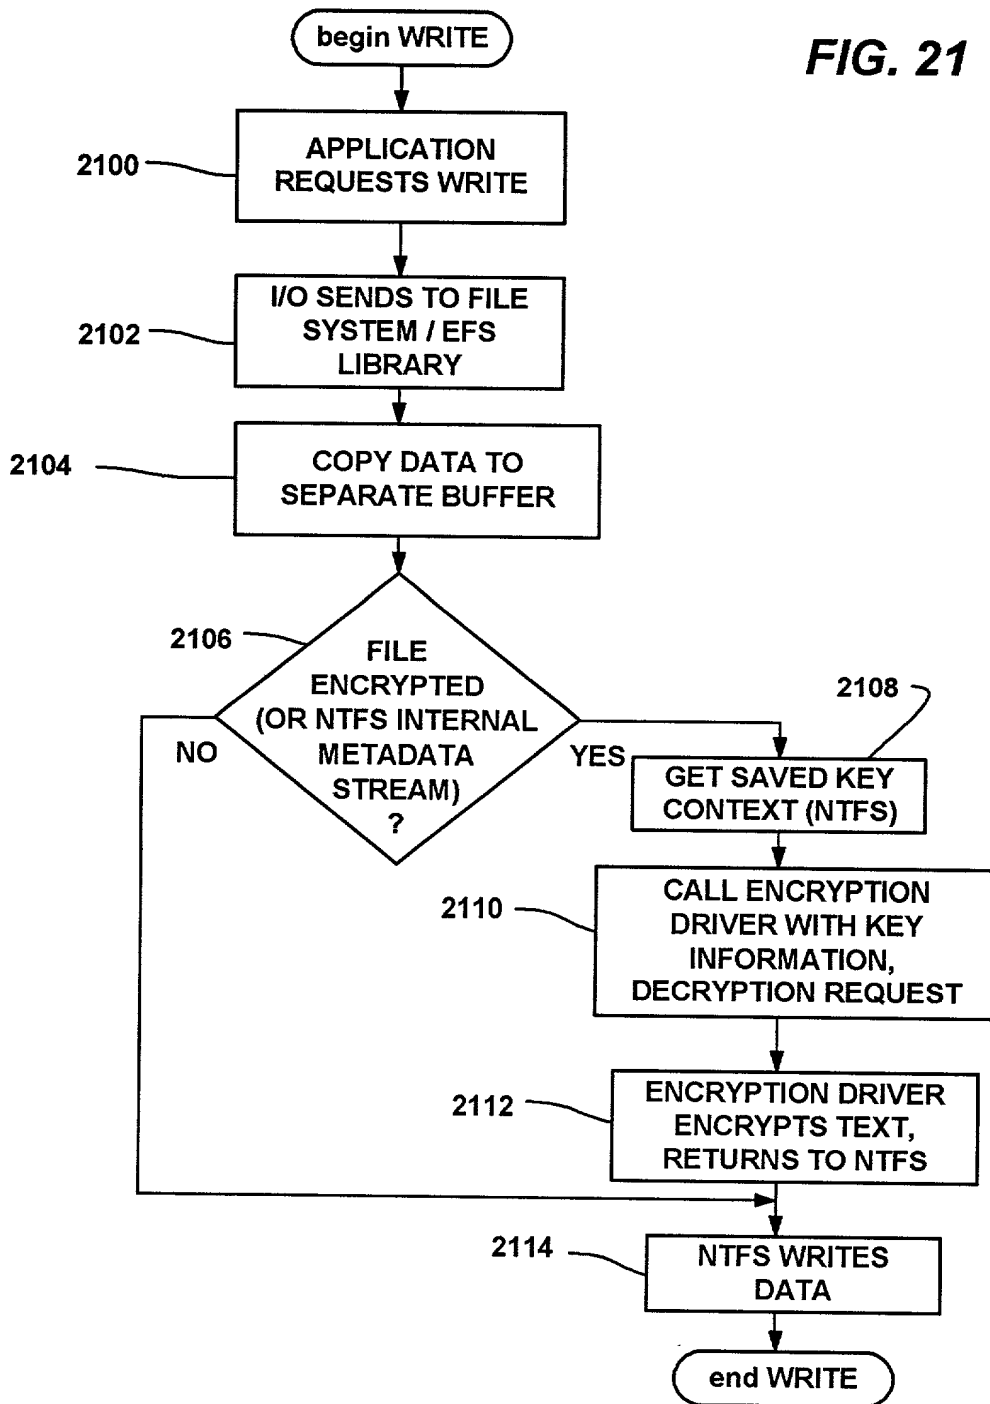 begin WRITE
FIG. 21
2100
APPLICATION
REQUESTS WRITE
2102
I/O SENDS TO FILE
SYSTEM / EFS
LIBRARY
2104
COPY DATA TO
SEPARATE BUFFER
2106
FILE
ENCRYPTED
(OR NTFS INTERNAL
METADATA
STREAM)
?
NO
YES
2108
GET SAVED KEY
CONTEXT (NTFS)
2110
CALL ENCRYPTION
DRIVER WITH KEY
INFORMATION,
DECRYPTION REQUEST
2112
ENCRYPTION DRIVER
ENCRYPTS TEXT,
RETURNS TO NTFS
2114
NTFS WRITES
DATA
end WRITE